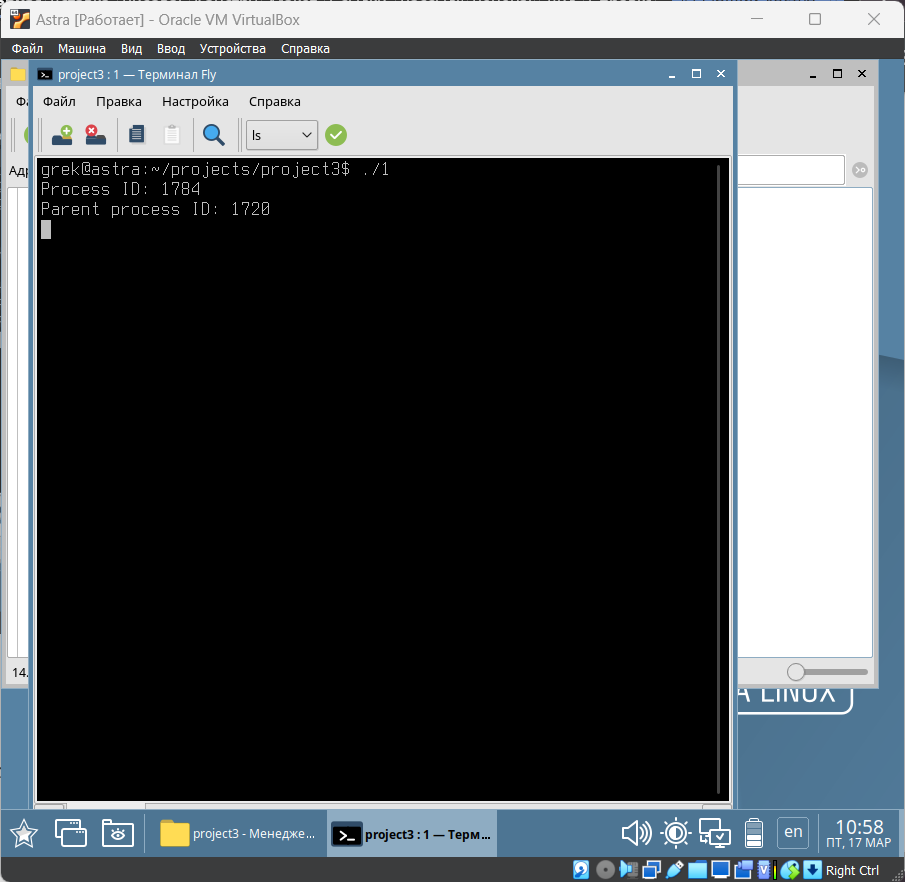 Astra [Работает] - Oracle VM VirtualBox
Файл Машина Вид Ввод Устройства Справка
project3 : 1 — Терминал Fly
Файл Правка Настройка Справка
ls
grek@astra:~/projects/project3$ ./1
Process ID: 1784
Parent process ID: 1720
14.
LINUX
project3 - Менедже...
project3 : 1 — Терм...
en
10:58
ПТ, 17 МАР
Right Ctrl